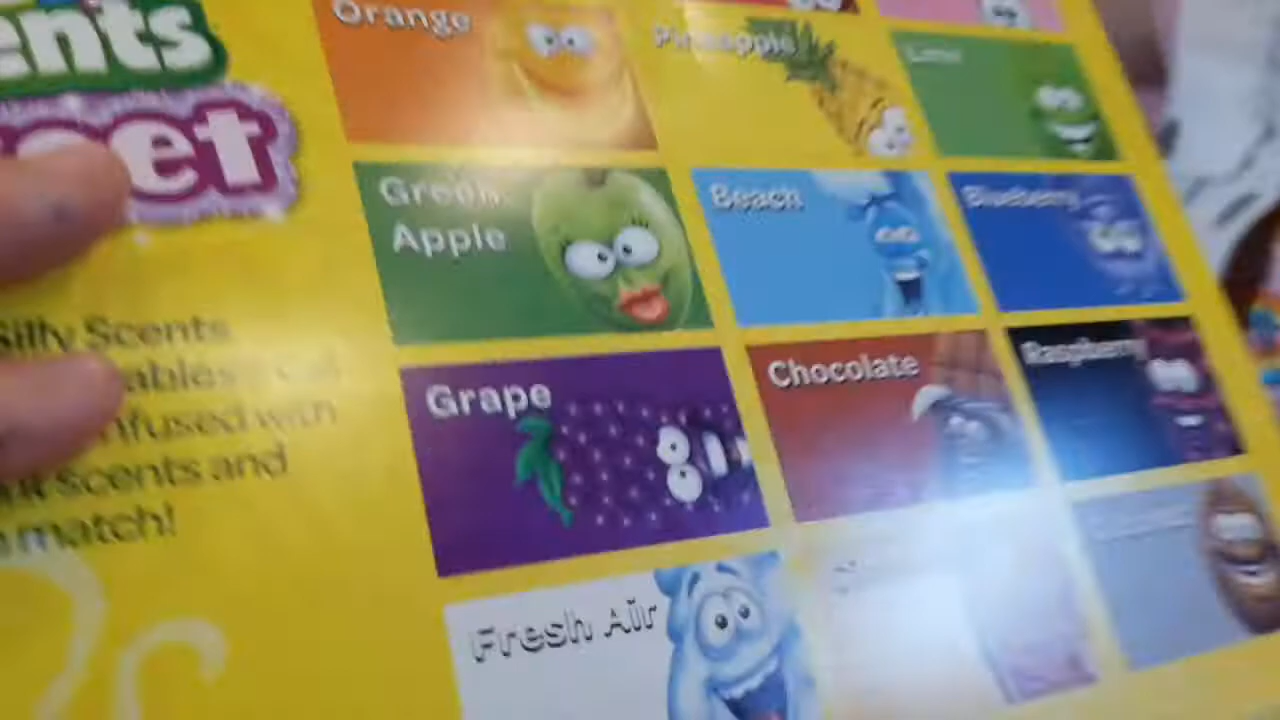 ents
eet
Silly Scents
ables
nfused with
Scents and
match!
Orange
Pineapple
Lime
Green
Apple
Beach
Blueberry
Grape
Chocolate
Raspberry
Fresh Air